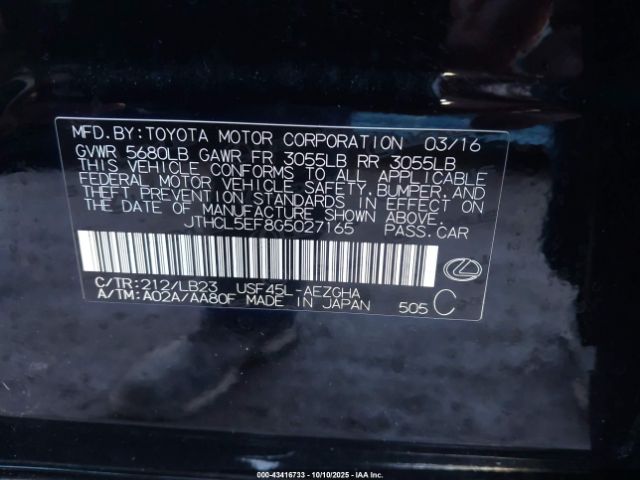 MFD. BY: TOYOTA MOTOR CORPORATION 03/16
GVWR 5680LB GAWR FR 3055LB RR 3055LB
THIS VEHICLE CONFORMS TO ALL APPLICABLE
FEDERAL MOTOR VEHICLE SAFETY, BUMPER, AND
THEFT PREVENTION STANDARDS IN EFFECT ON
THE DATE OF MANUFACTURE SHOWN ABOVE.
JTHCL5EF8G5027165 PASS. CAR
C/TR: 212/LB23 USF45L-AEZGHA
A/TM: A02A/AA80F MADE IN JAPAN 505 C
000-43416733 - 10/10/2025 - IAA Inc.